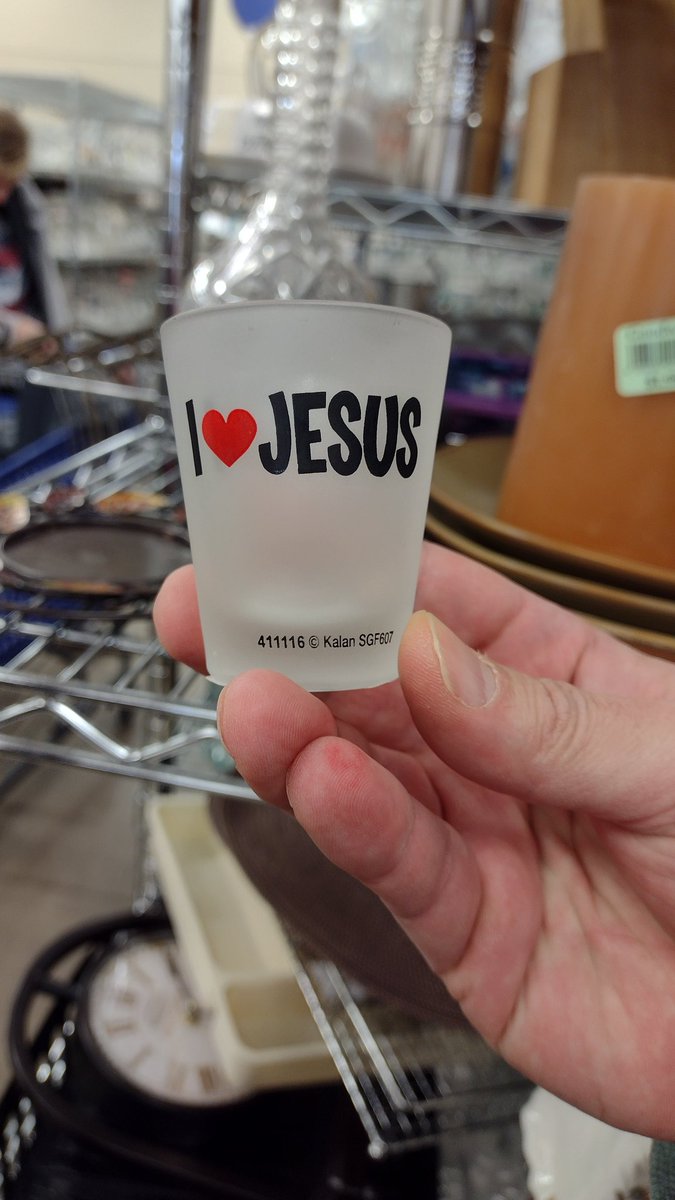 I ❤ JESUS
411116 © Kalan SGF607